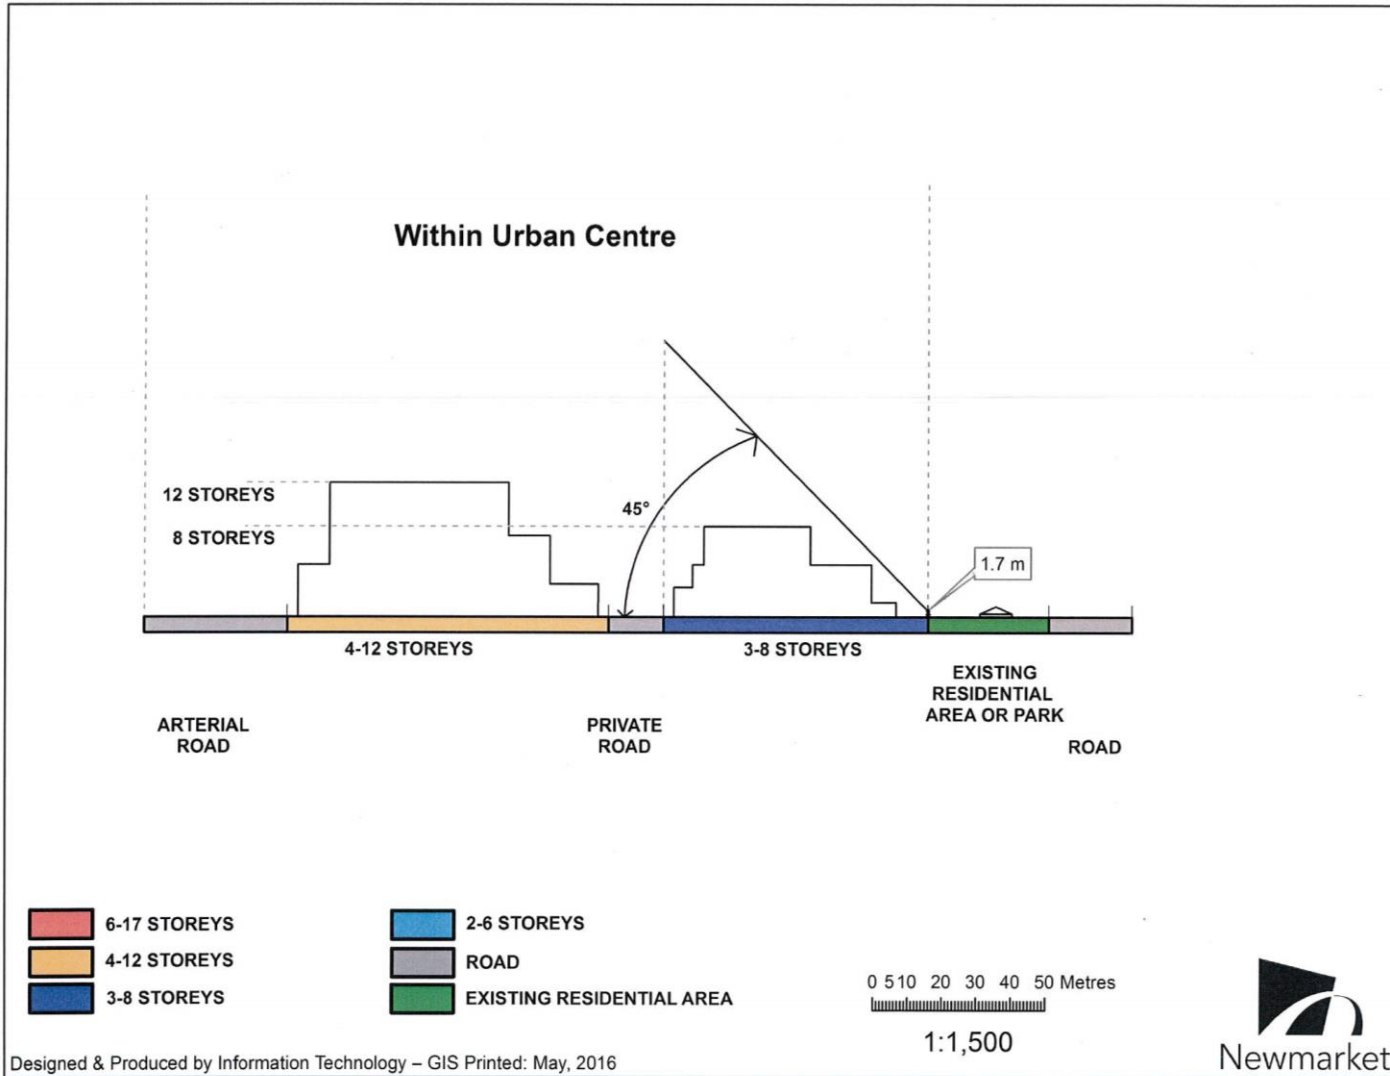 Within Urban Centre
12 STOREYS
8 STOREYS
45°
1.7 m
4-12 STOREYS
3-8 STOREYS
EXISTING
RESIDENTIAL
AREA OR PARK
ARTERIAL
ROAD
PRIVATE
ROAD
ROAD
6-17 STOREYS
4-12 STOREYS
3-8 STOREYS
2-6 STOREYS
ROAD
EXISTING RESIDENTIAL AREA
0 5 10 20 30 40 50 Metres
1:1,500
Newmarket
Designed & Produced by Information Technology – GIS Printed: May, 2016